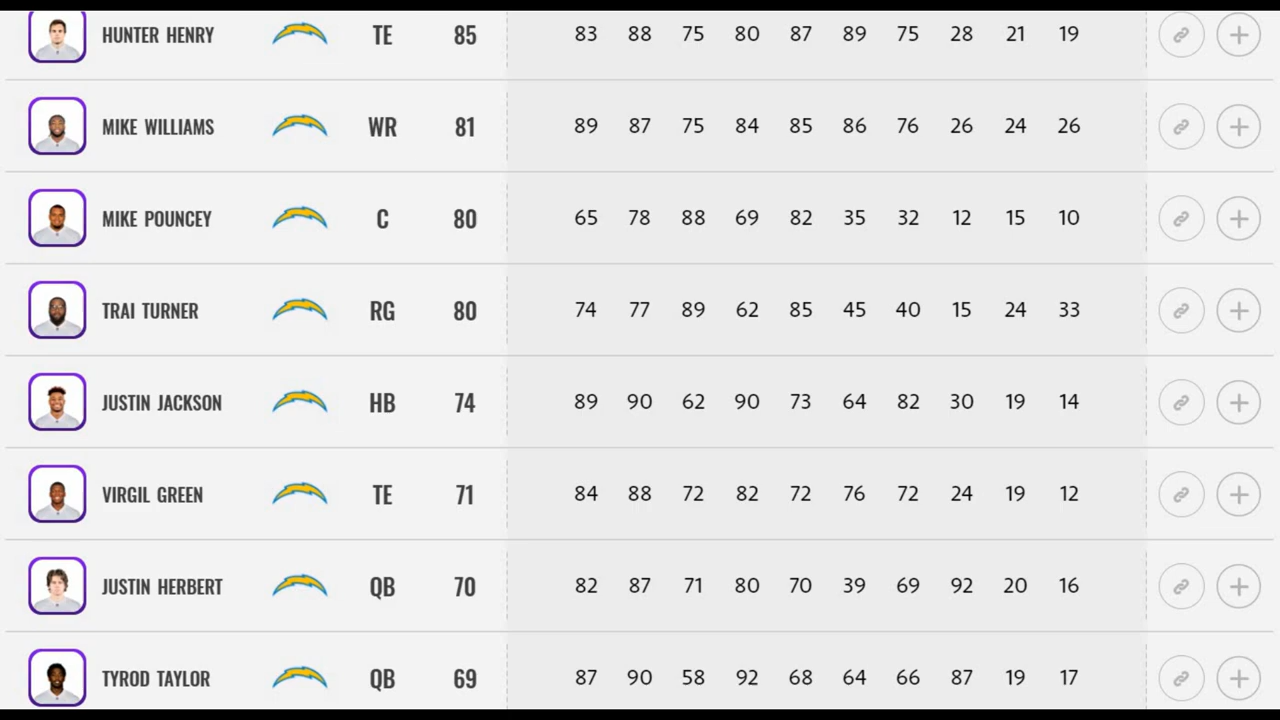 HUNTER HENRY TE 85 83 88 75 80 87 89 75 28 21 19
MIKE WILLIAMS WR 81 89 87 75 84 85 86 76 26 24 26
MIKE POUNCEY C 80 65 78 88 69 82 35 32 12 15 10
TRAI TURNER RG 80 74 77 89 62 85 45 40 15 24 33
JUSTIN JACKSON HB 74 89 90 62 90 73 64 82 30 19 14
VIRGIL GREEN TE 71 84 88 72 82 72 76 72 24 19 12
JUSTIN HERBERT QB 70 82 87 71 80 70 39 69 92 20 16
TYROD TAYLOR QB 69 87 90 58 92 68 64 66 87 19 17